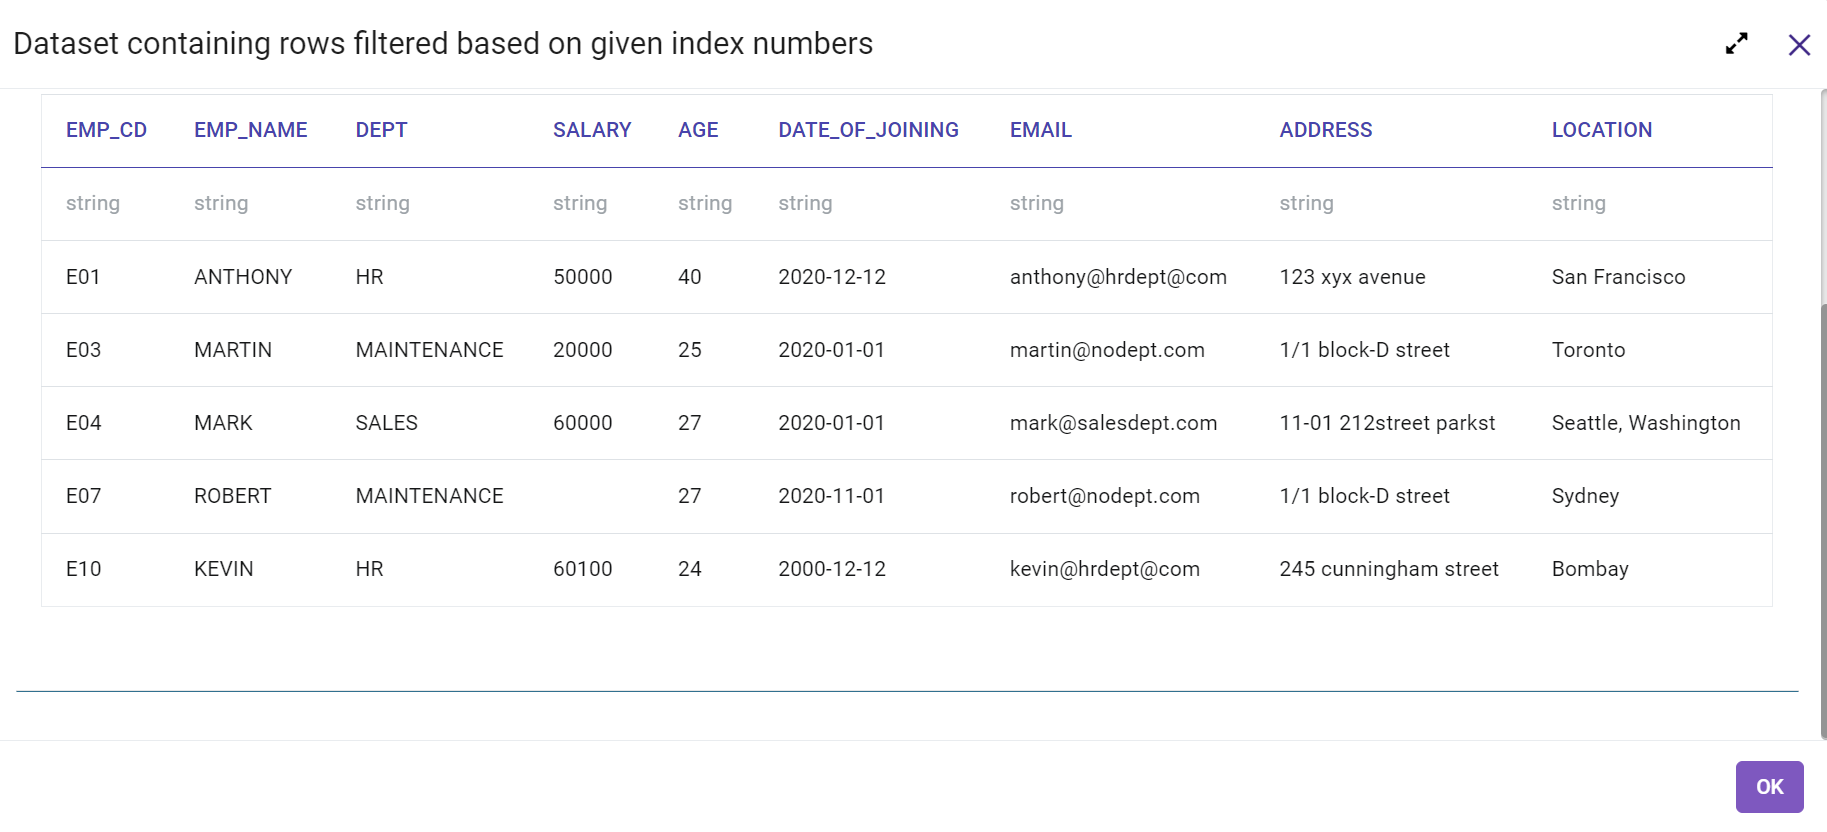 Dataset containing rows filtered based on given index numbers
EMP_CD EMP_NAME DEPT SALARY AGE DATE_OF_JOINING EMAIL ADDRESS LOCATION
string string string string string string string string string
E01 ANTHONY HR 50000 40 2020-12-12 anthony@hrdept@com 123 xyx avenue San Francisco
E03 MARTIN MAINTENANCE 20000 25 2020-01-01 martin@nodept.com 1/1 block-D street Toronto
E04 MARK SALES 60000 27 2020-01-01 mark@salesdept.com 11-01 212street parkst Seattle, Washington
E07 ROBERT MAINTENANCE 27 2020-11-01 robert@nodept.com 1/1 block-D street Sydney
E10 KEVIN HR 60100 24 2000-12-12 kevin@hrdept@com 245 cunningham street Bombay
OK